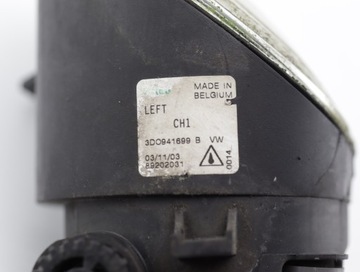 MADE IN
BELGIUM
LEFT
CH1
3D0941699 B VW
03/11/03
89202031
0014